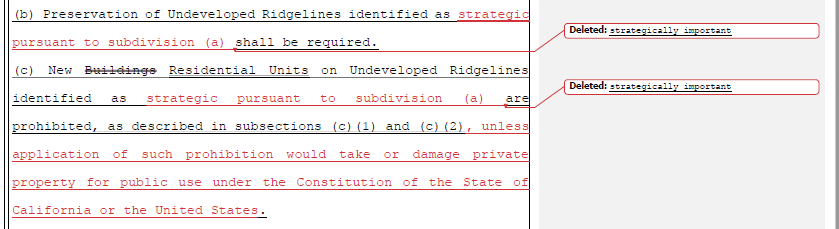 (b) Preservation of Undeveloped Ridgelines identified as strategic
pursuant to subdivision (a) shall be required.
(c) New Buildings Residential Units on Undeveloped Ridgelines
identified as strategic pursuant to subdivision (a) are
prohibited, as described in subsections (c)(1) and (c)(2), unless
application of such prohibition would take or damage private
property for public use under the Constitution of the State of
California or the United States.
Deleted: strategically important
Deleted: strategically important